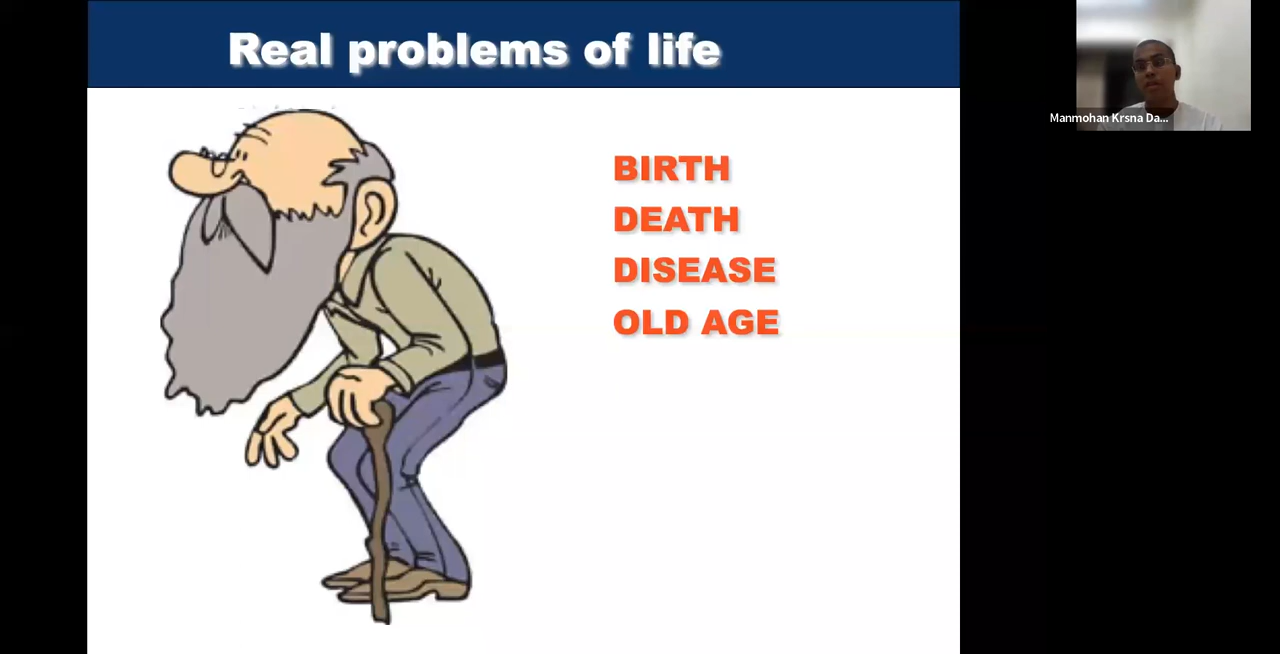 Real problems of life
Manmohan Krsna Da...
BIRTH
DEATH
DISEASE
OLD AGE